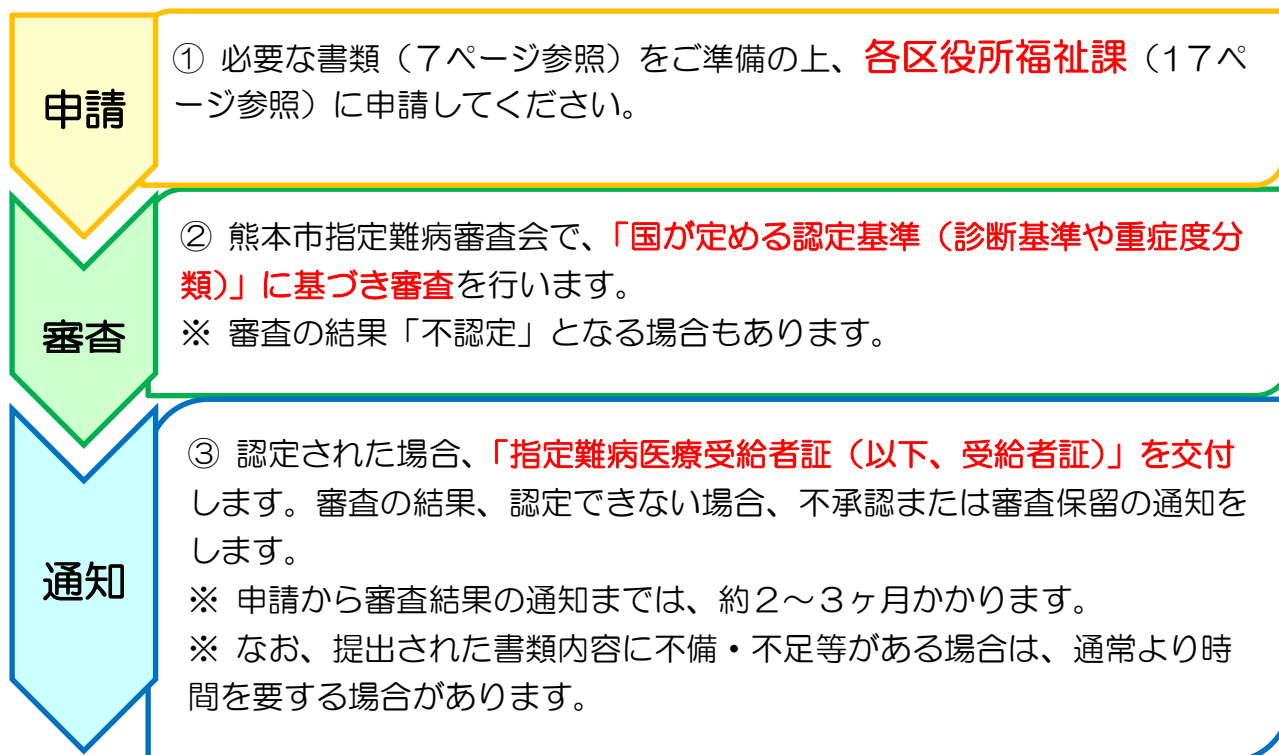 申請
① 必要な書類（７ページ参照）をご準備の上、各区役所福祉課（１７ペ
ージ参照）に申請してください。
審査
② 熊本市指定難病審査会で、「国が定める認定基準（診断基準や重症度分
類）」に基づき審査を行います。
※ 審査の結果「不認定」となる場合もあります。
通知
③ 認定された場合、「指定難病医療受給者証（以下、受給者証）」を交付
します。審査の結果、認定できない場合、不承認または審査保留の通知を
します。
※ 申請から審査結果の通知までは、約２～３ヶ月かかります。
※ なお、提出された書類内容に不備・不足等がある場合は、通常より時
間を要する場合があります。